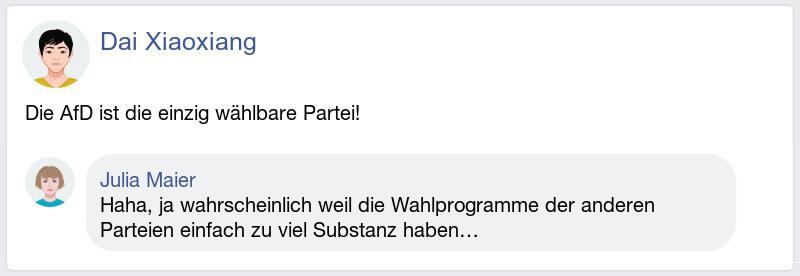 Dai Xiaoxiang
Die AfD ist die einzig wählbare Partei!
Julia Maier
Haha, ja wahrscheinlich weil die Wahlprogramme der anderen
Parteien einfach zu viel Substanz haben…